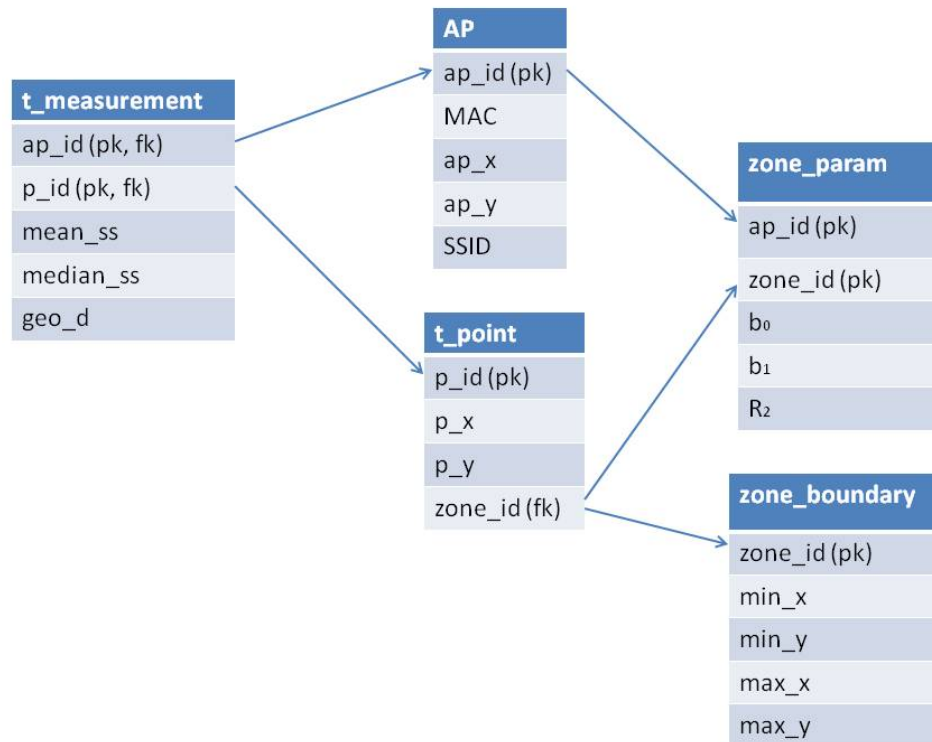 t_measurement
ap_id (pk, fk)
p_id (pk, fk)
mean_ss
median_ss
geo_d
AP
ap_id (pk)
MAC
ap_x
ap_y
SSID
t_point
p_id (pk)
p_x
p_y
zone_id (fk)
zone_param
ap_id (pk)
zone_id (pk)
b₀
b₁
R₂
zone_boundary
zone_id (pk)
min_x
min_y
max_x
max_y